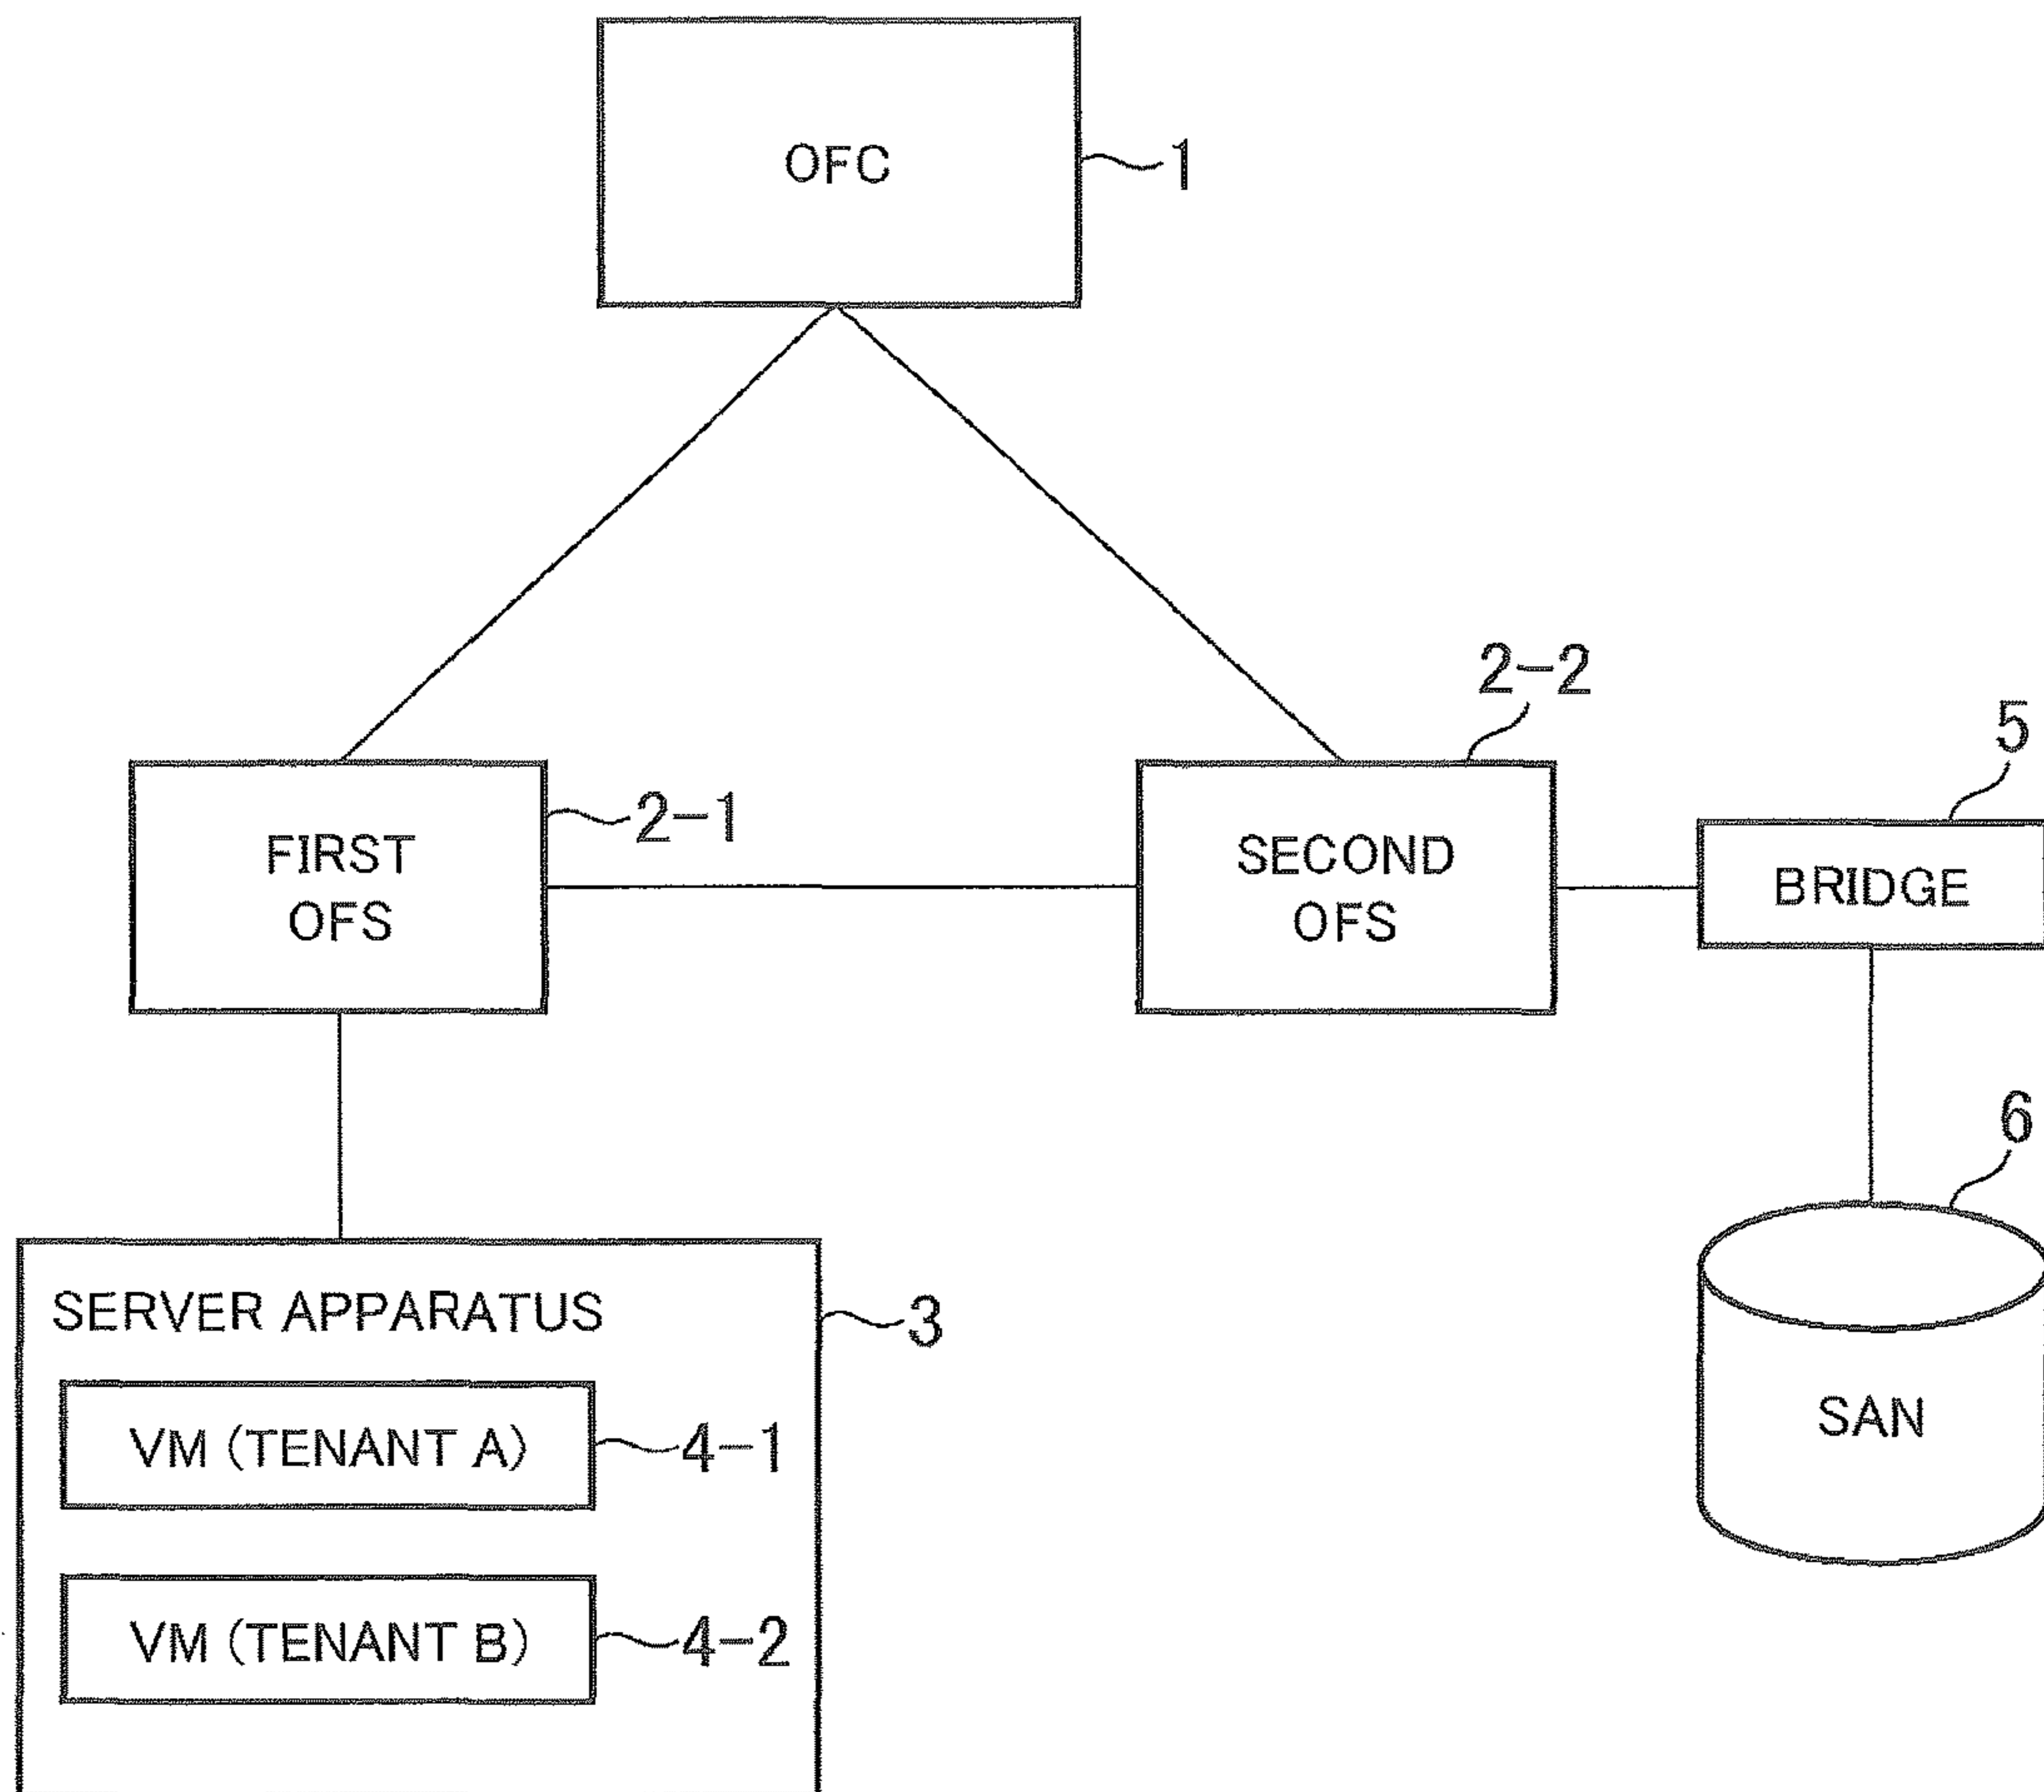 OFC
1
2-2
5
2-1
FIRST
OFS
SECOND
OFS
BRIDGE
6
SERVER APPARATUS
3
SAN
VM (TENANT A)
4-1
VM (TENANT B)
4-2